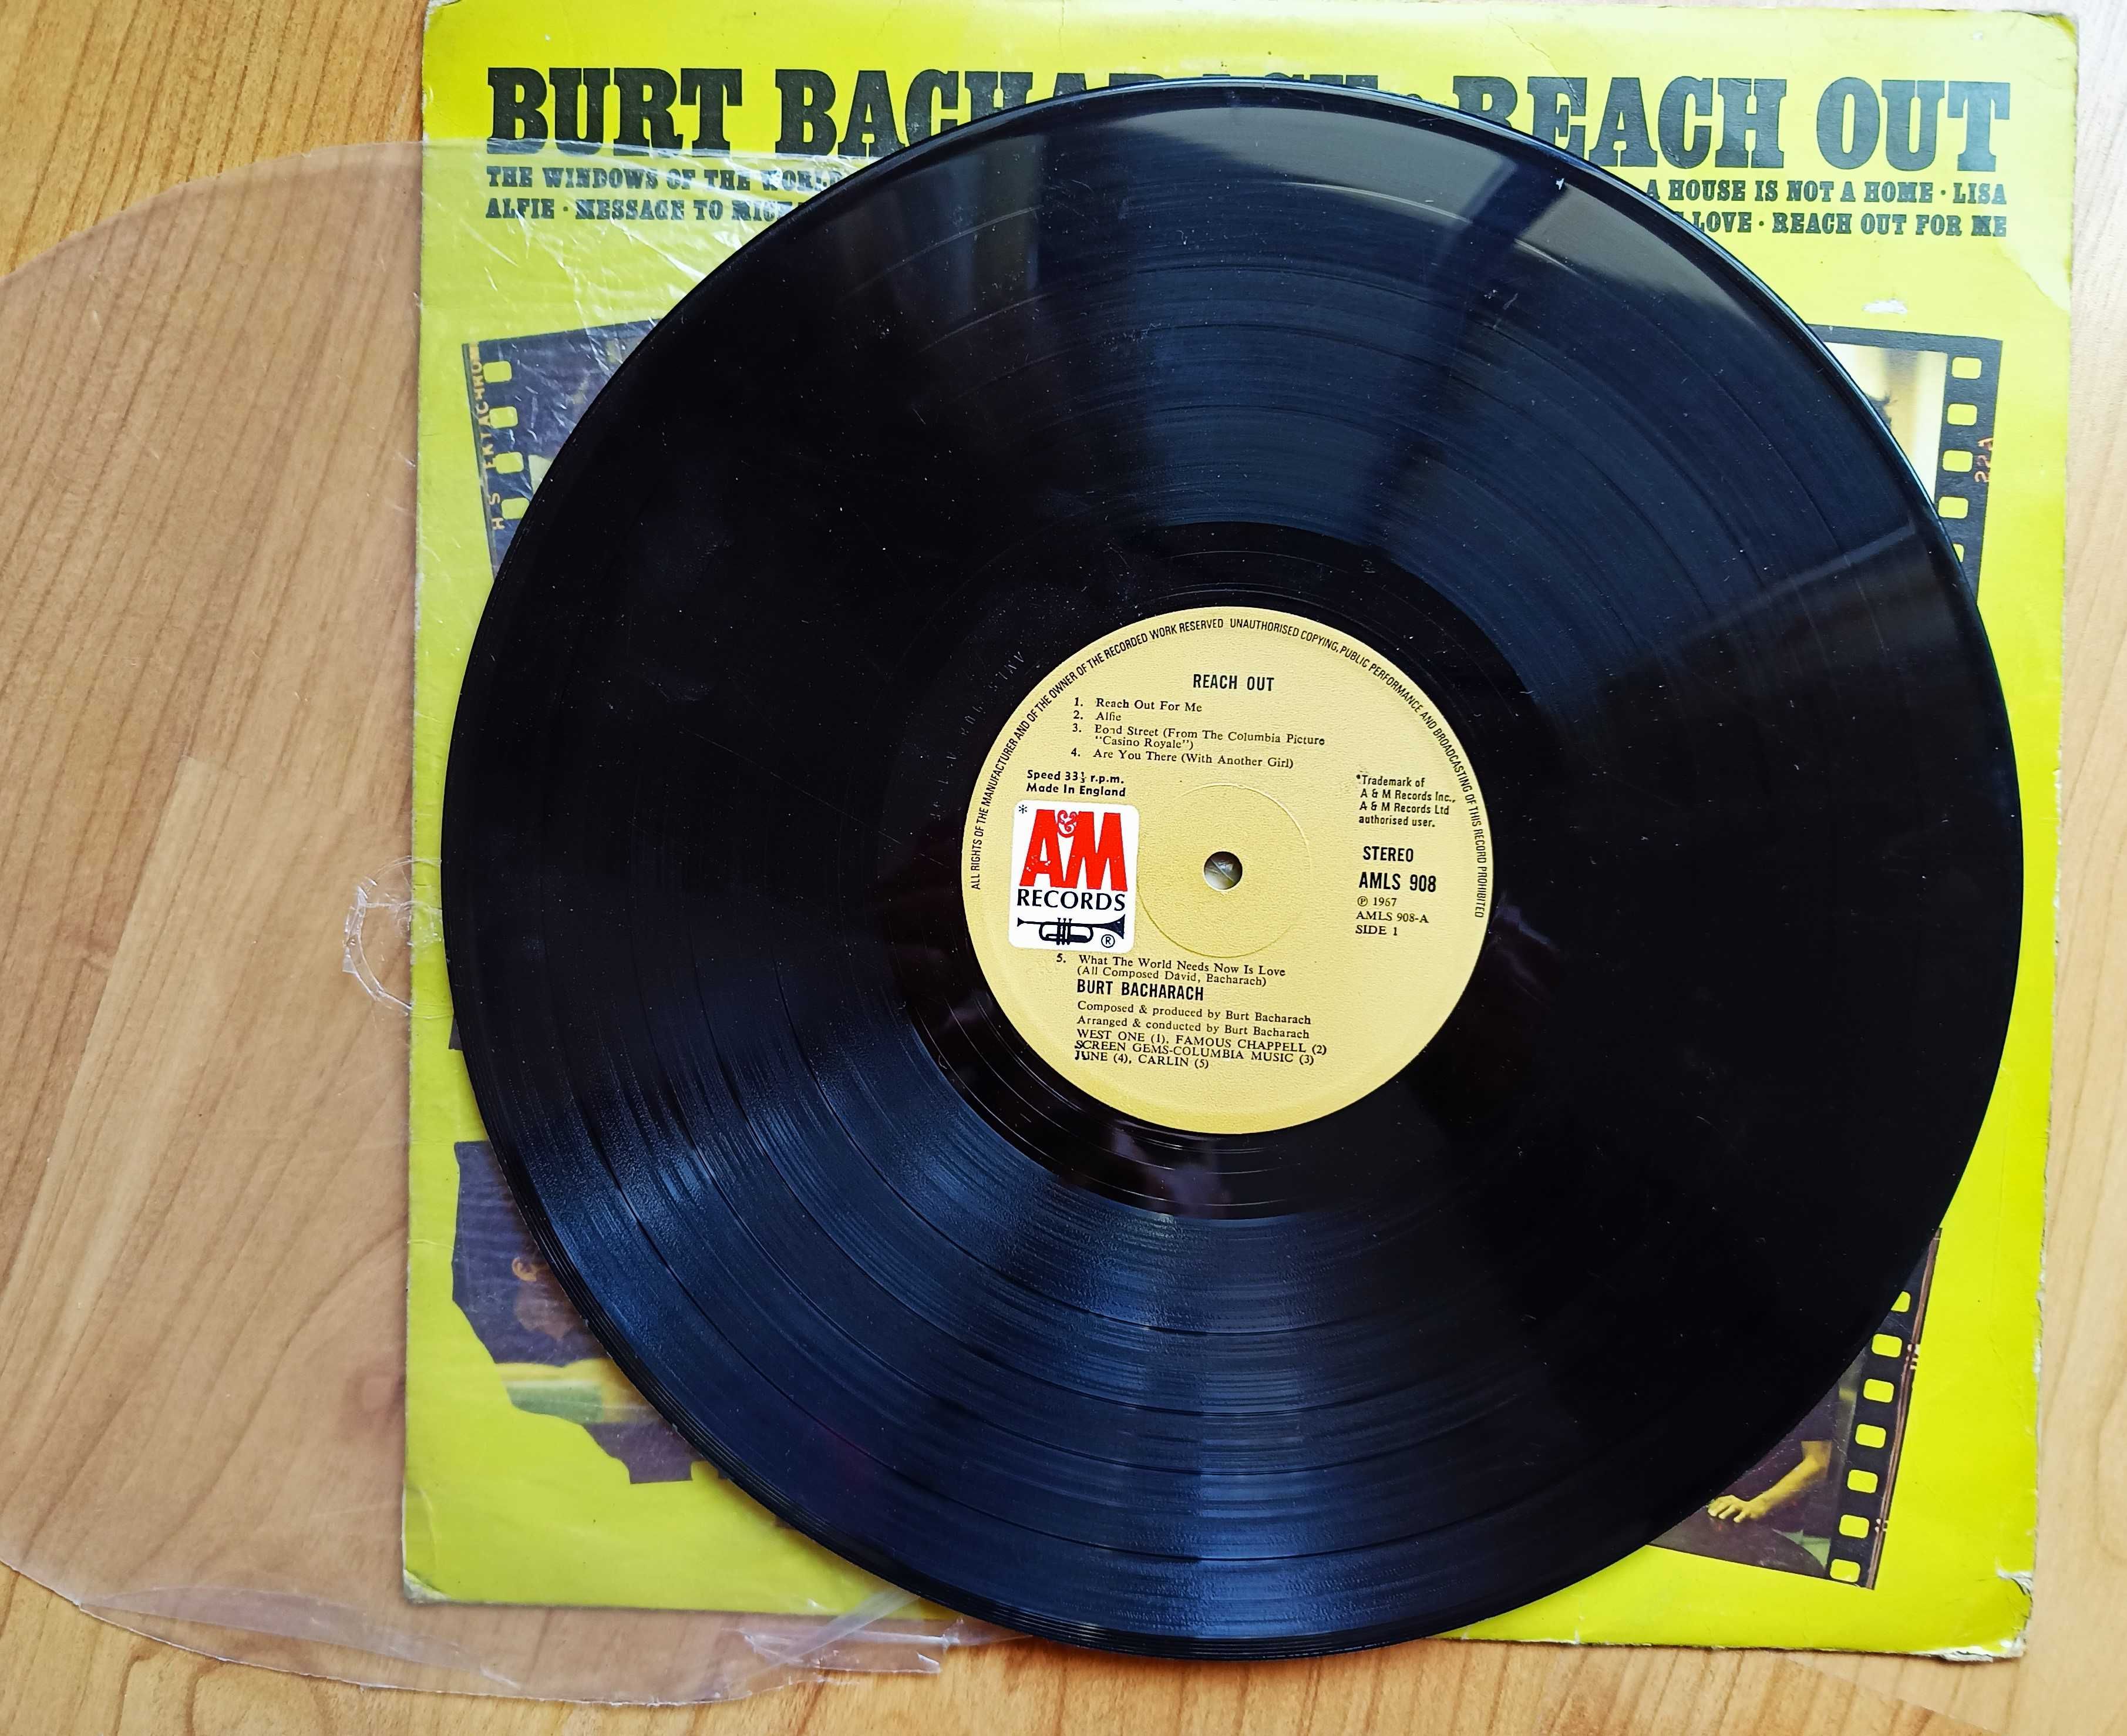 BURT REACH OUT
THE WINDOWS OF THE WORLD A HOUSE IS NOT A HOME · LISA
ALFIE · MESSAGE TO LOVE · REACH OUT FOR ME
ALL RIGHTS OF THE MANUFACTURER AND OF THE OWNER OF THE RECORDED WORK RESERVED UNAUTHORISED COPYING, PUBLIC PERFORMANCE AND BROADCASTING OF THIS RECORD PROHIBITED
REACH OUT
1. Reach Out For Me
2. Alfie
3. Bond Street (From The Columbia Picture
"Casino Royale")
4. Are You There (With Another Girl)
Speed 33⅓ r.p.m.
Made In England
*Trademark of
A & M Records Inc.,
A & M Records Ltd
authorised user.
* A&M
RECORDS
®
STEREO
AMLS 908
℗ 1967
AMLS 908-A
SIDE 1
5. What The World Needs Now Is Love
(All Composed David, Bacharach)
BURT BACHARACH
Composed & produced by Burt Bacharach
Arranged & conducted by Burt Bacharach
WEST ONE (1), FAMOUS CHAPPELL (2)
SCREEN GEMS-COLUMBIA MUSIC (3)
JUNE (4), CARLIN (5)